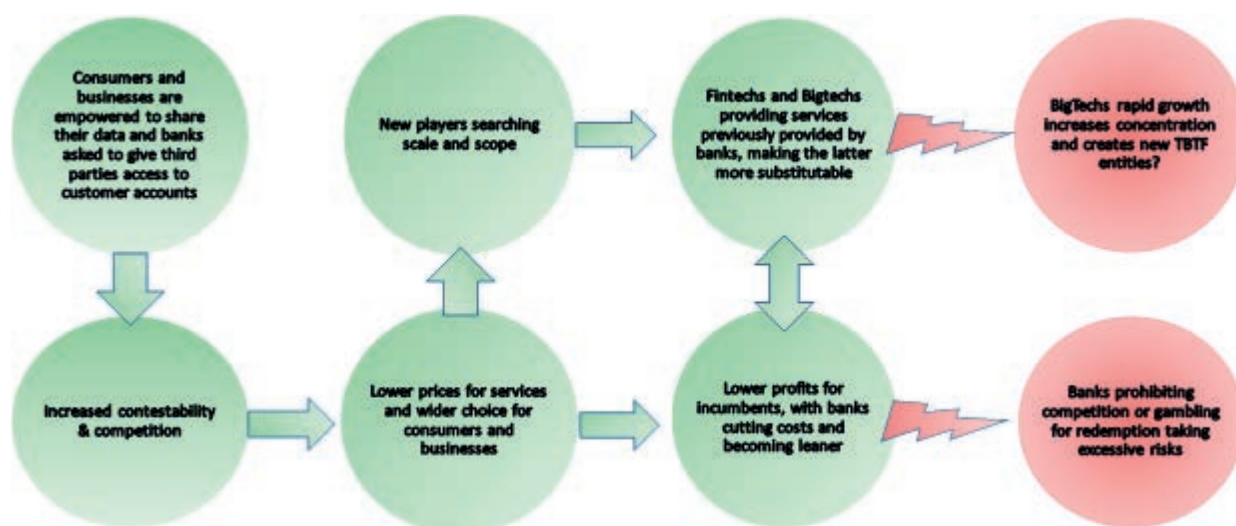 Consumers and
businesses are
empowered to share
their data and banks
asked to give third
parties access to
customer accounts
New players searching
scale and scope
Fintechs and Bigtechs
providing services
previously provided by
banks, making the latter
more substitutable
BigTechs rapid growth
increases concentration
and creates new TBTF
entities?
Increased contestability
& competition
Lower prices for services
and wider choice for
consumers and
businesses
Lower profits for
incumbents, with banks
cutting costs and
becoming leaner
Banks prohibiting
competition or gambling
for redemption taking
excessive risks